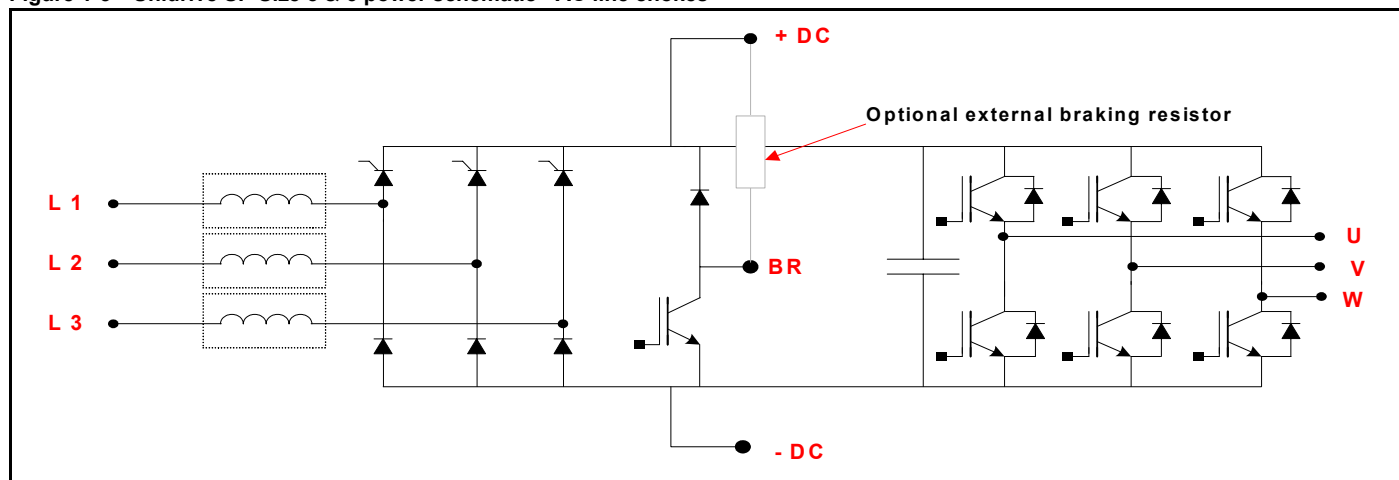 + DC
Optional external braking resistor
L 1
L 2
L 3
BR
U
V
W
- DC